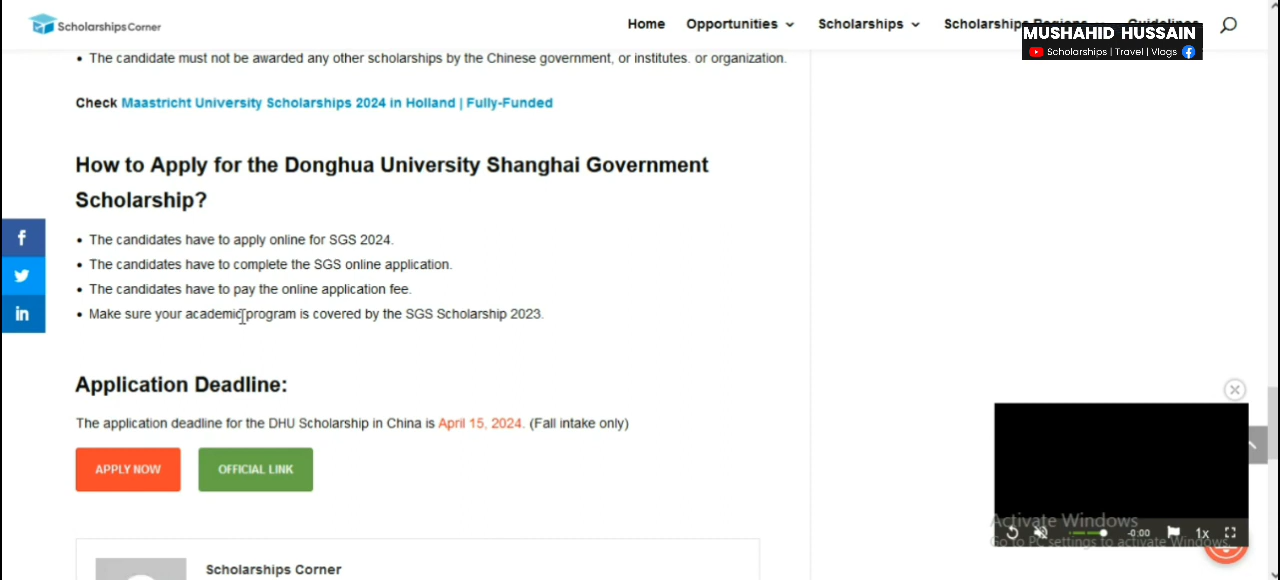 Scholarships Corner
Home Opportunities Scholarships Scholarships Regions Guidelines
MUSHAHID HUSSAIN
Scholarships | Travel | Vlogs
• The candidate must not be awarded any other scholarships by the Chinese government, or institutes. or organization.
Check Maastricht University Scholarships 2024 in Holland | Fully-Funded
How to Apply for the Donghua University Shanghai Government
Scholarship?
• The candidates have to apply online for SGS 2024.
• The candidates have to complete the SGS online application.
• The candidates have to pay the online application fee.
• Make sure your academic program is covered by the SGS Scholarship 2023.
Application Deadline:
The application deadline for the DHU Scholarship in China is April 15, 2024. (Fall intake only)
APPLY NOW OFFICIAL LINK
Activate Windows
-0:00 1x
Go to PC settings to activate Windows.
Scholarships Corner